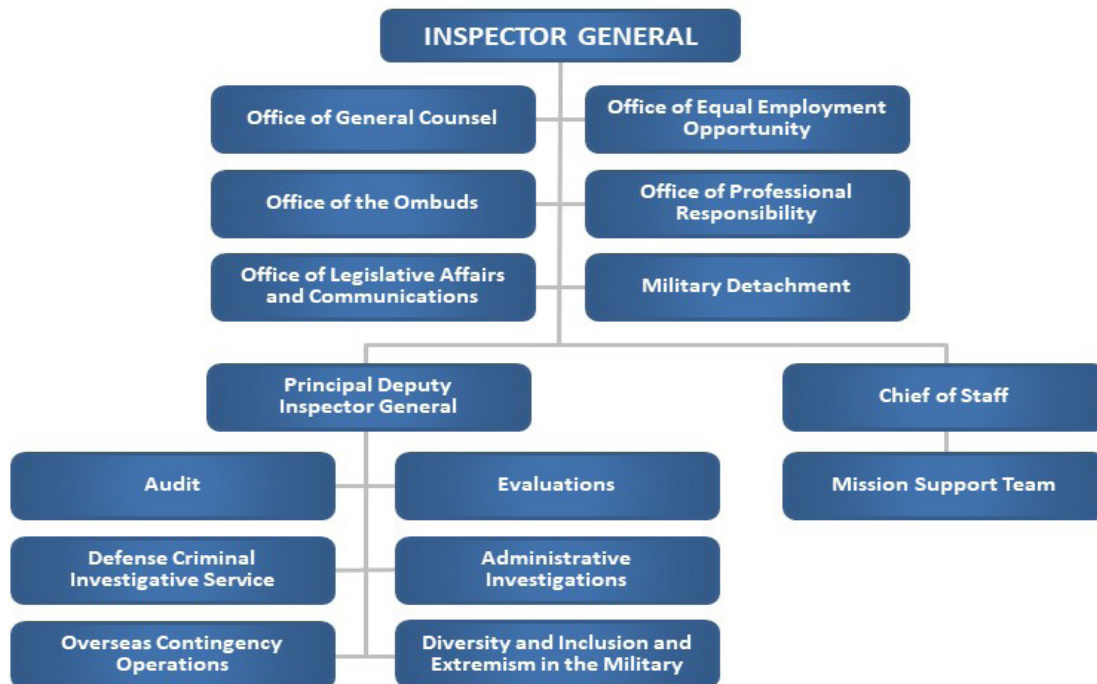 INSPECTOR GENERAL
Office of General Counsel
Office of Equal Employment
Opportunity
Office of the Ombuds
Office of Professional
Responsibility
Office of Legislative Affairs
and Communications
Military Detachment
Principal Deputy
Inspector General
Chief of Staff
Audit
Evaluations
Mission Support Team
Defense Criminal
Investigative Service
Administrative
Investigations
Overseas Contingency
Operations
Diversity and Inclusion and
Extremism in the Military